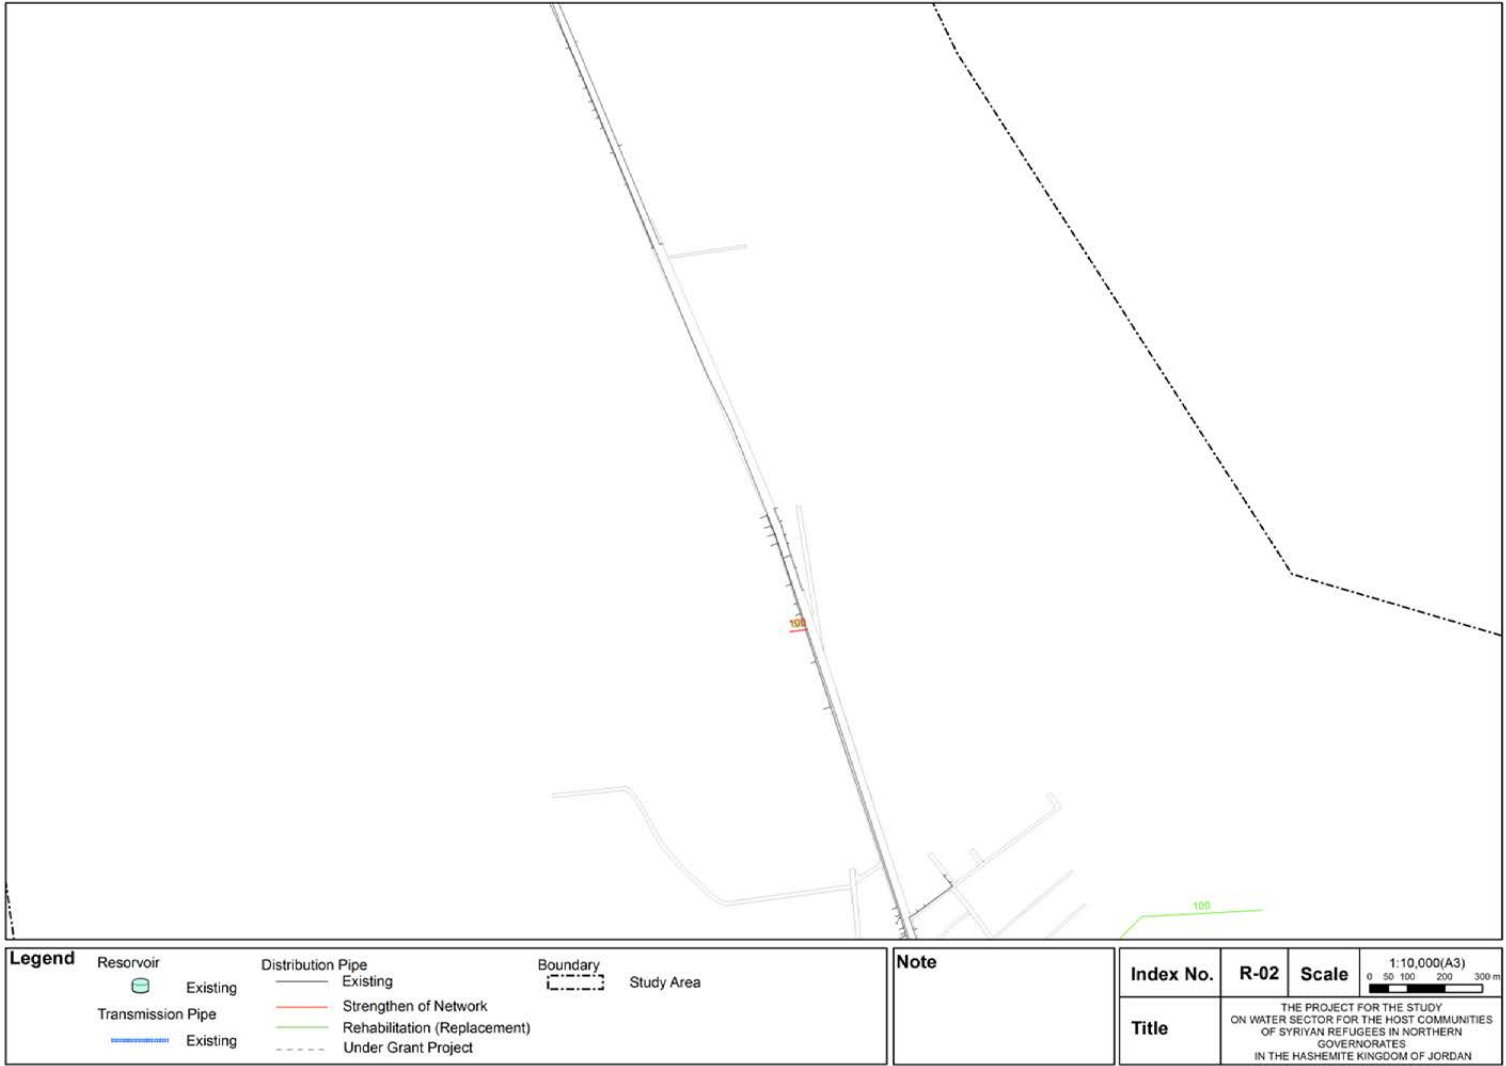 100
Legend
Resorvoir
Existing
Transmission Pipe
Existing
Distribution Pipe
Existing
Strengthen of Network
Rehabilitation (Replacement)
Under Grant Project
Boundary
Study Area
Note
Index No.
R-02
Scale
1:10,000(A3)
0 50 100 200 300 m
Title
THE PROJECT FOR THE STUDY
ON WATER SECTOR FOR THE HOST COMMUNITIES
OF SYRIYAN REFUGEES IN NORTHERN
GOVERNORATES
IN THE HASHEMITE KINGDOM OF JORDAN